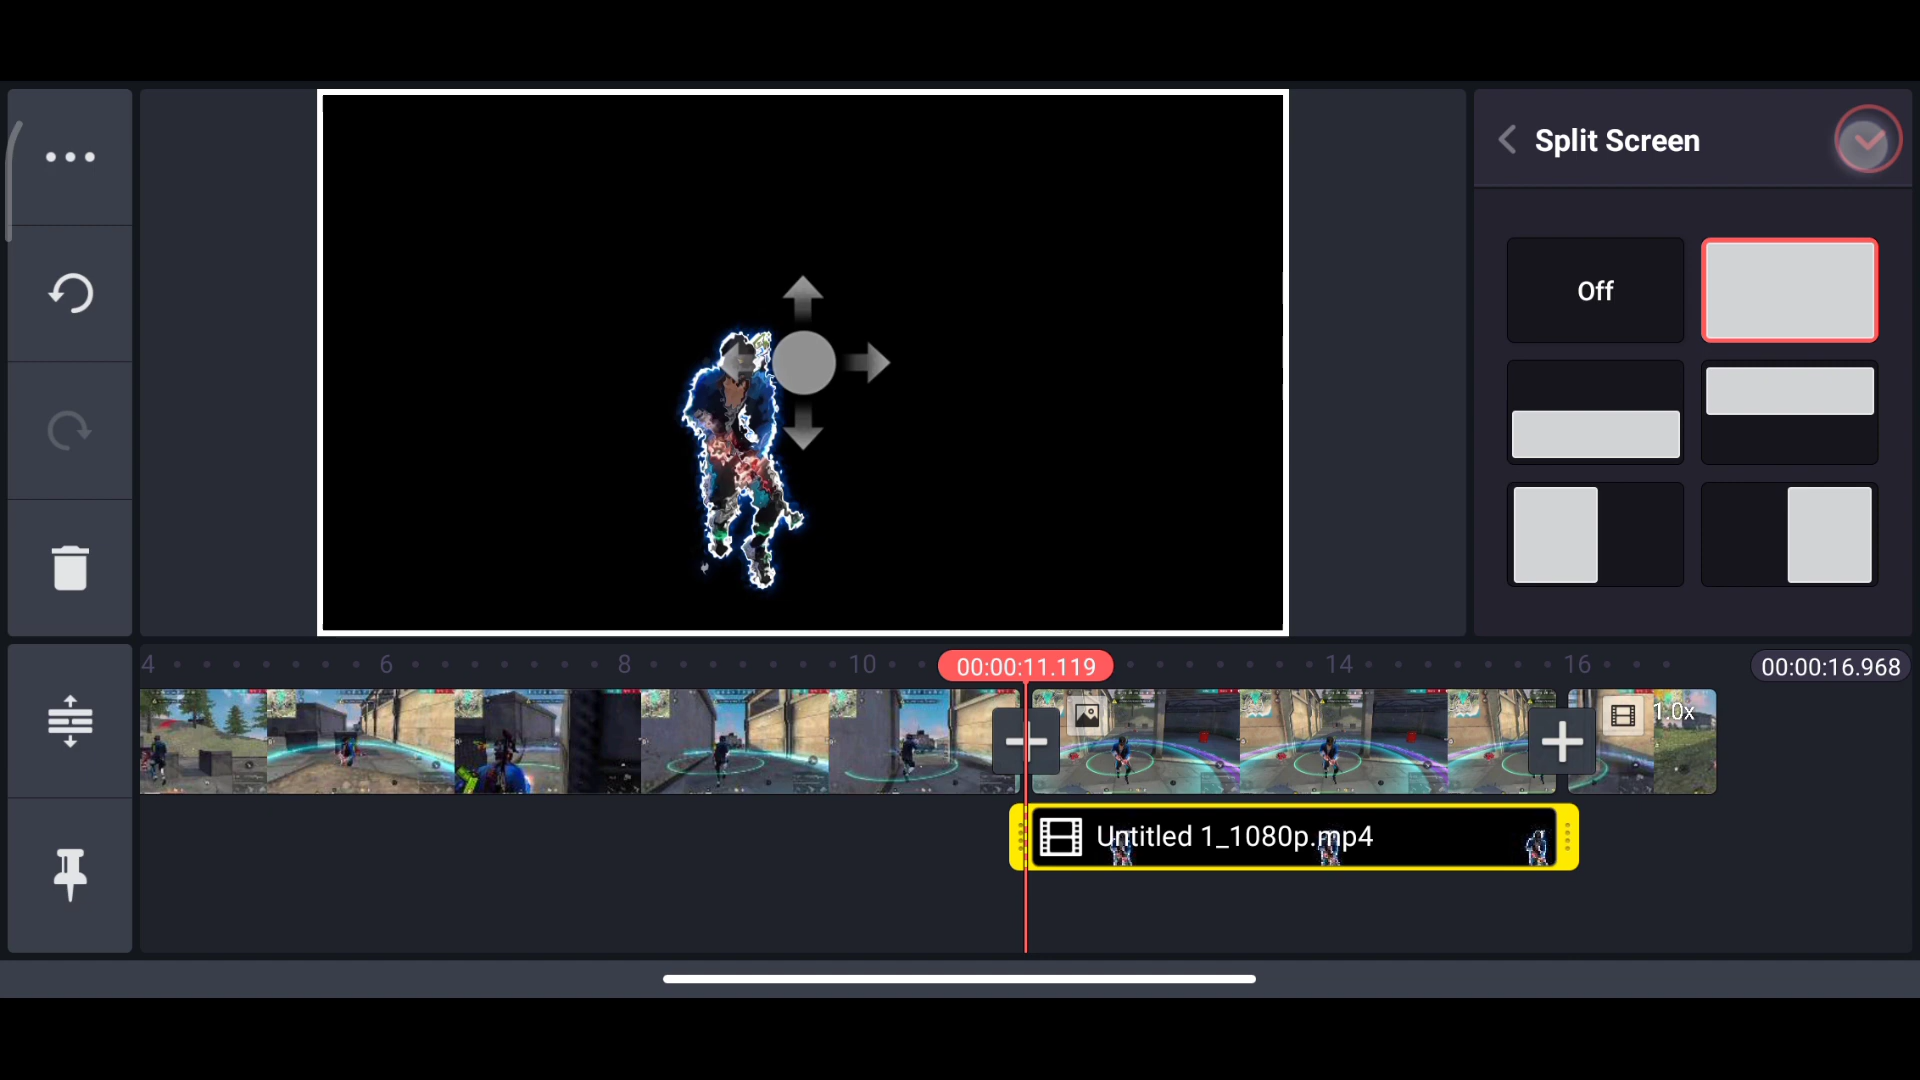 Split Screen
Off
4 6 8 10 14 16
00:00:11.119
00:00:16.968
1.0x
Untitled 1_1080p.mp4